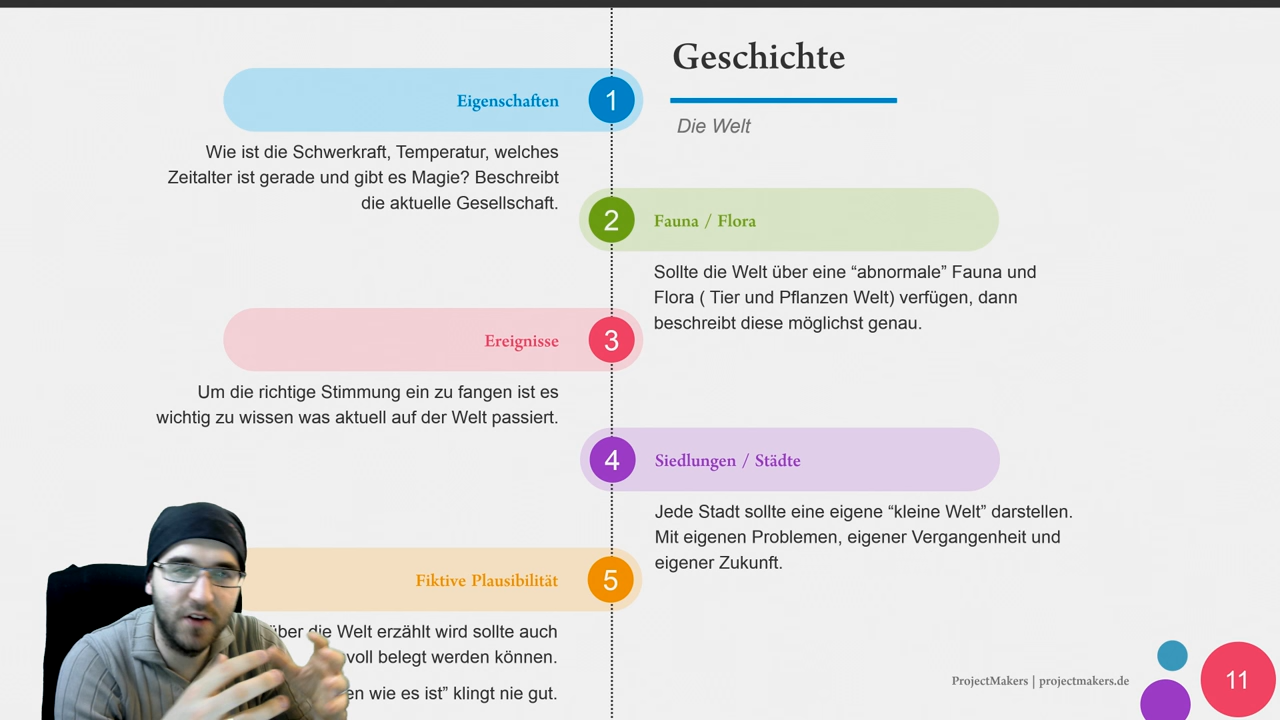 Geschichte
Die Welt
Eigenschaften
1
Wie ist die Schwerkraft, Temperatur, welches
Zeitalter ist gerade und gibt es Magie? Beschreibt
die aktuelle Gesellschaft.
2
Fauna / Flora
Sollte die Welt über eine “abnormale” Fauna und
Flora ( Tier und Pflanzen Welt) verfügen, dann
beschreibt diese möglichst genau.
Ereignisse
3
Um die richtige Stimmung ein zu fangen ist es
wichtig zu wissen was aktuell auf der Welt passiert.
4
Siedlungen / Städte
Jede Stadt sollte eine eigene “kleine Welt” darstellen.
Mit eigenen Problemen, eigener Vergangenheit und
eigener Zukunft.
Fiktive Plausibilität
5
über die Welt erzählt wird sollte auch
voll belegt werden können.
wie es ist” klingt nie gut.
ProjectMakers | projectmakers.de
11